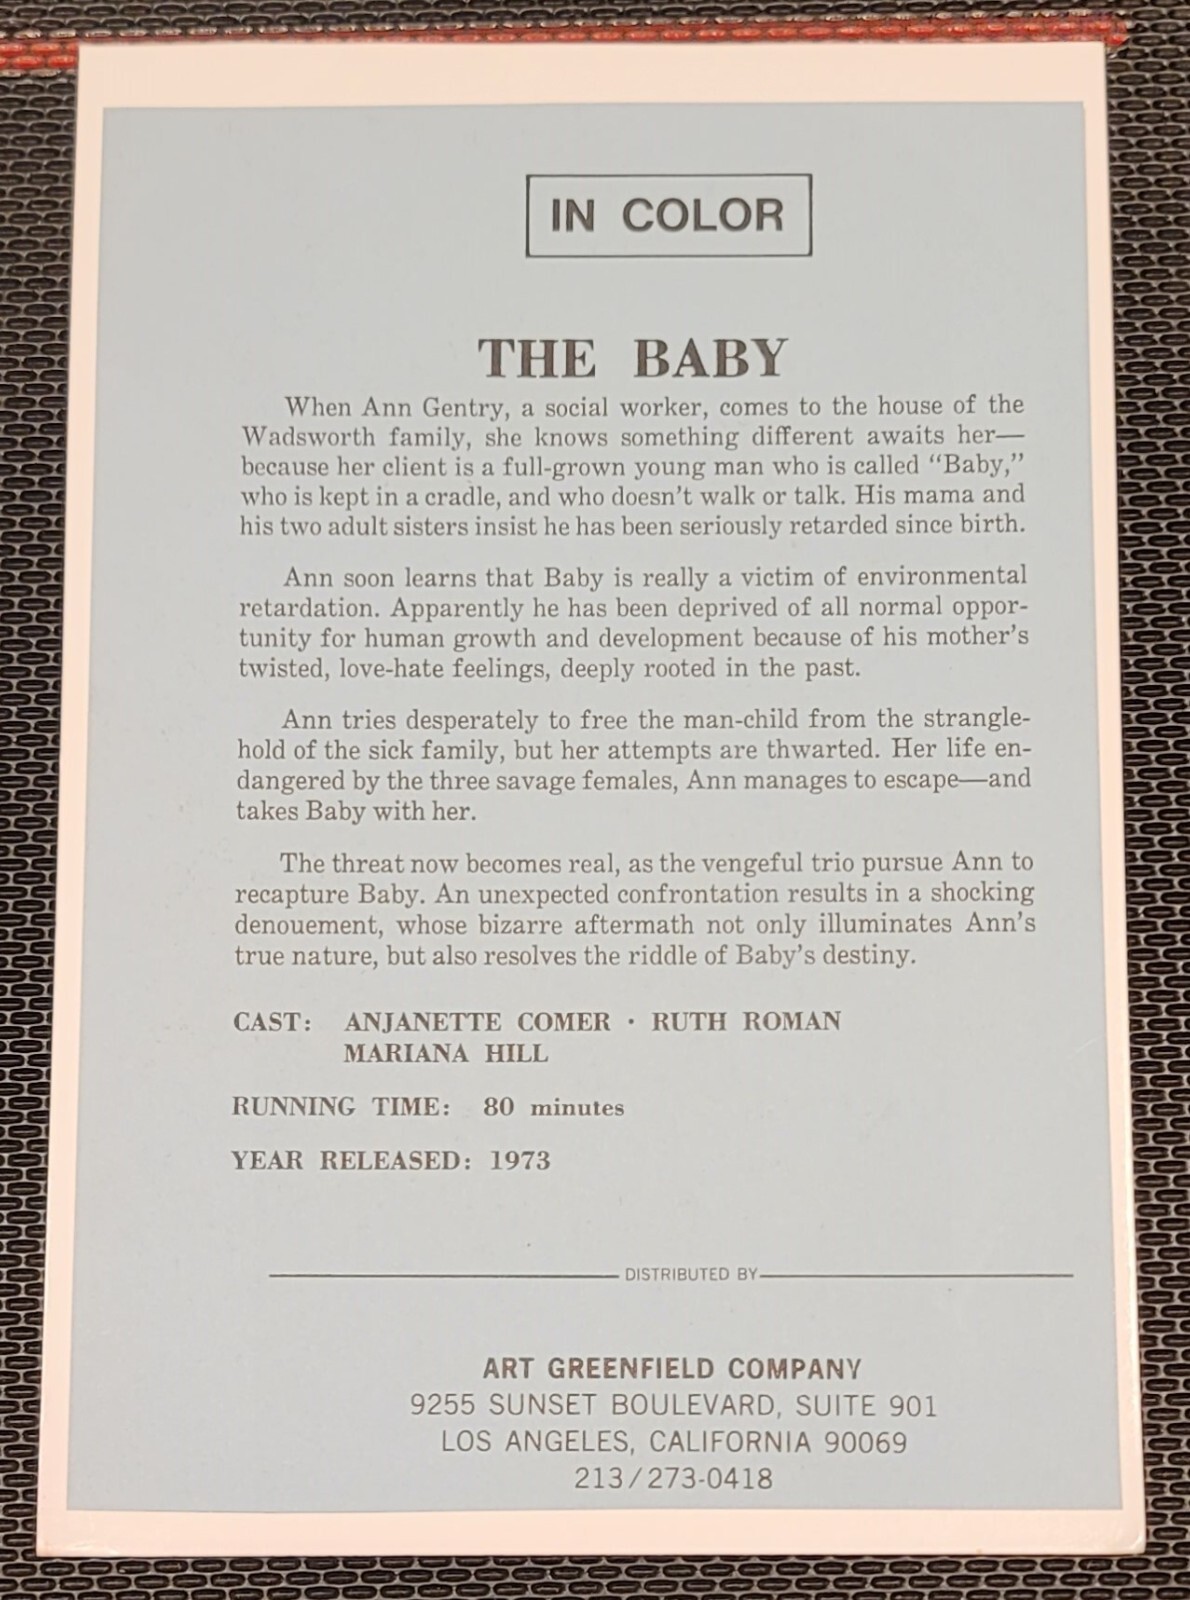 IN COLOR
THE BABY
When Ann Gentry, a social worker, comes to the house of the
Wadsworth family, she knows something different awaits her—
because her client is a full-grown young man who is called “Baby,”
who is kept in a cradle, and who doesn’t walk or talk. His mama and
his two adult sisters insist he has been seriously retarded since birth.
Ann soon learns that Baby is really a victim of environmental
retardation. Apparently he has been deprived of all normal oppor-
tunity for human growth and development because of his mother’s
twisted, love-hate feelings, deeply rooted in the past.
Ann tries desperately to free the man-child from the strangle-
hold of the sick family, but her attempts are thwarted. Her life en-
dangered by the three savage females, Ann manages to escape—and
takes Baby with her.
The threat now becomes real, as the vengeful trio pursue Ann to
recapture Baby. An unexpected confrontation results in a shocking
denouement, whose bizarre aftermath not only illuminates Ann’s
true nature, but also resolves the riddle of Baby’s destiny.
CAST: ANJANETTE COMER · RUTH ROMAN
MARIANA HILL
RUNNING TIME: 80 minutes
YEAR RELEASED: 1973
DISTRIBUTED BY
ART GREENFIELD COMPANY
9255 SUNSET BOULEVARD, SUITE 901
LOS ANGELES, CALIFORNIA 90069
213/273-0418